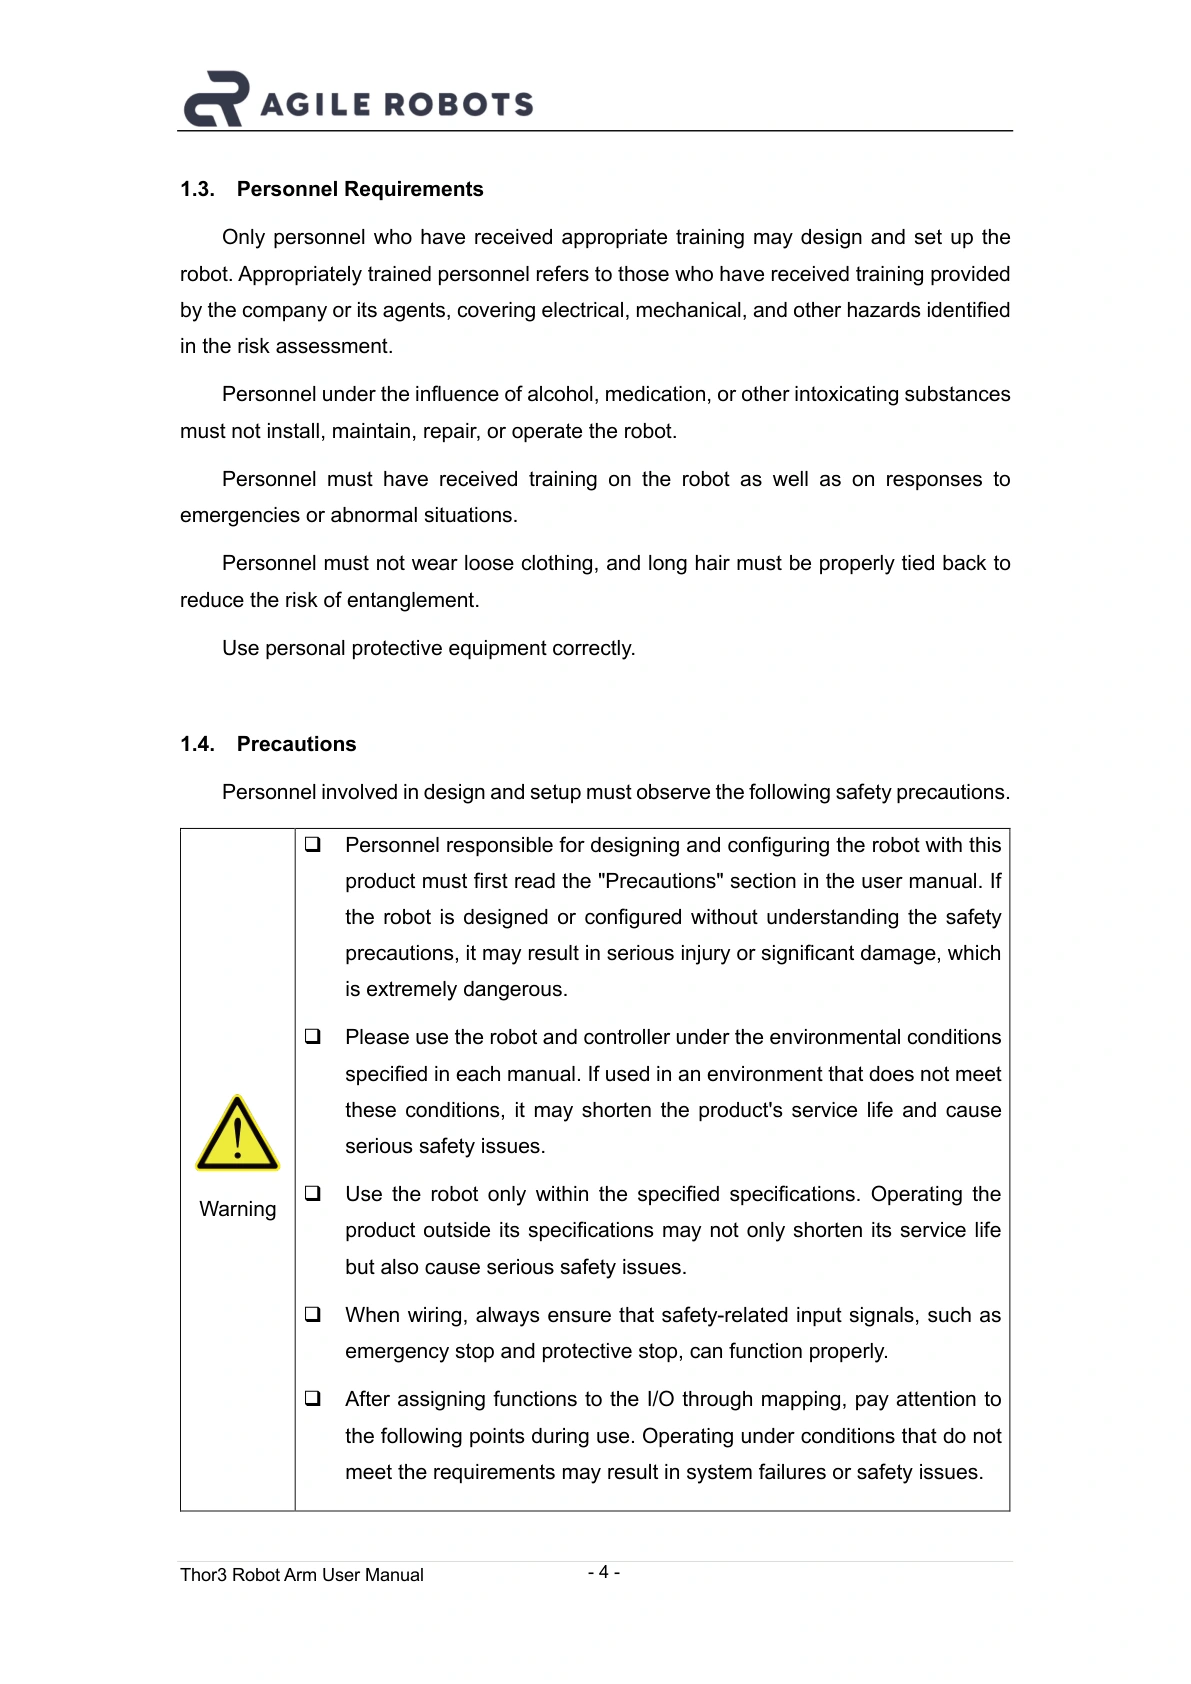 AGILE ROBOTS
1.3. Personnel Requirements
Only personnel who have received appropriate training may design and set up the
robot. Appropriately trained personnel refers to those who have received training provided
by the company or its agents, covering electrical, mechanical, and other hazards identified
in the risk assessment.
Personnel under the influence of alcohol, medication, or other intoxicating substances
must not install, maintain, repair, or operate the robot.
Personnel must have received training on the robot as well as on responses to
emergencies or abnormal situations.
Personnel must not wear loose clothing, and long hair must be properly tied back to
reduce the risk of entanglement.
Use personal protective equipment correctly.
1.4. Precautions
Personnel involved in design and setup must observe the following safety precautions.
Warning
❑ Personnel responsible for designing and configuring the robot with this
product must first read the "Precautions" section in the user manual. If
the robot is designed or configured without understanding the safety
precautions, it may result in serious injury or significant damage, which
is extremely dangerous.
❑ Please use the robot and controller under the environmental conditions
specified in each manual. If used in an environment that does not meet
these conditions, it may shorten the product's service life and cause
serious safety issues.
❑ Use the robot only within the specified specifications. Operating the
product outside its specifications may not only shorten its service life
but also cause serious safety issues.
❑ When wiring, always ensure that safety-related input signals, such as
emergency stop and protective stop, can function properly.
❑ After assigning functions to the I/O through mapping, pay attention to
the following points during use. Operating under conditions that do not
meet the requirements may result in system failures or safety issues.
Thor3 Robot Arm User Manual
- 4 -